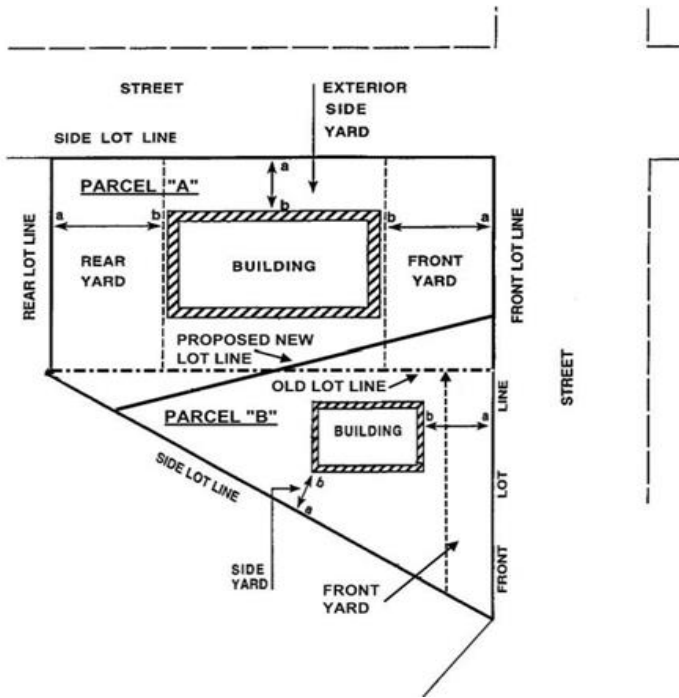 STREET
EXTERIOR
SIDE
YARD
SIDE LOT LINE
PARCEL "A"
a
b
a
b
b
a
REAR LOT LINE
REAR
YARD
BUILDING
FRONT
YARD
FRONT LOT LINE
STREET
PROPOSED NEW
LOT LINE
OLD LOT LINE
PARCEL "B"
BUILDING
b
a
FRONT LOT LINE
SIDE LOT LINE
b
a
SIDE
YARD
FRONT
YARD